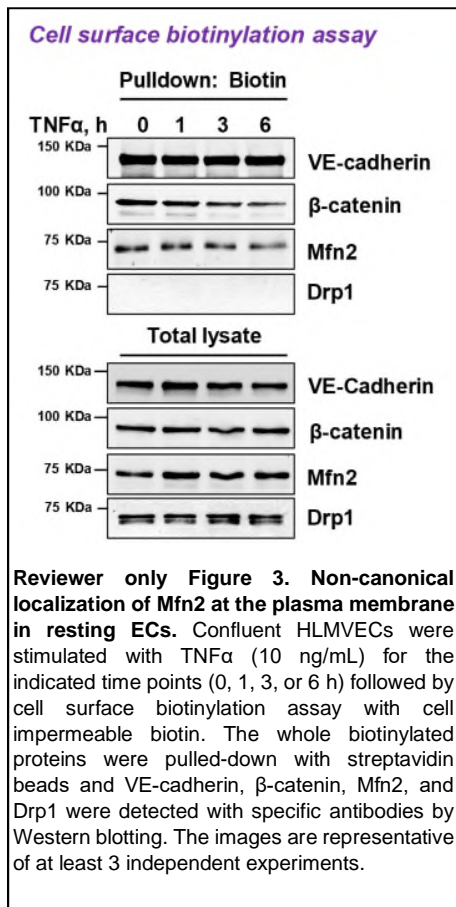 Cell surface biotinylation assay
Pulldown: Biotin
TNFα, h 0 1 3 6
150 KDa
VE-cadherin
100 KDa
β-catenin
75 KDa
Mfn2
75 KDa
Drp1
Total lysate
150 KDa
VE-Cadherin
100 KDa
β-catenin
75 KDa
Mfn2
75 KDa
Drp1
Reviewer only Figure 3. Non-canonical
localization of Mfn2 at the plasma membrane
in resting ECs. Confluent HLMVECs were
stimulated with TNFα (10 ng/mL) for the
indicated time points (0, 1, 3, or 6 h) followed by
cell surface biotinylation assay with cell
impermeable biotin. The whole biotinylated
proteins were pulled-down with streptavidin
beads and VE-cadherin, β-catenin, Mfn2, and
Drp1 were detected with specific antibodies by
Western blotting. The images are representative
of at least 3 independent experiments.